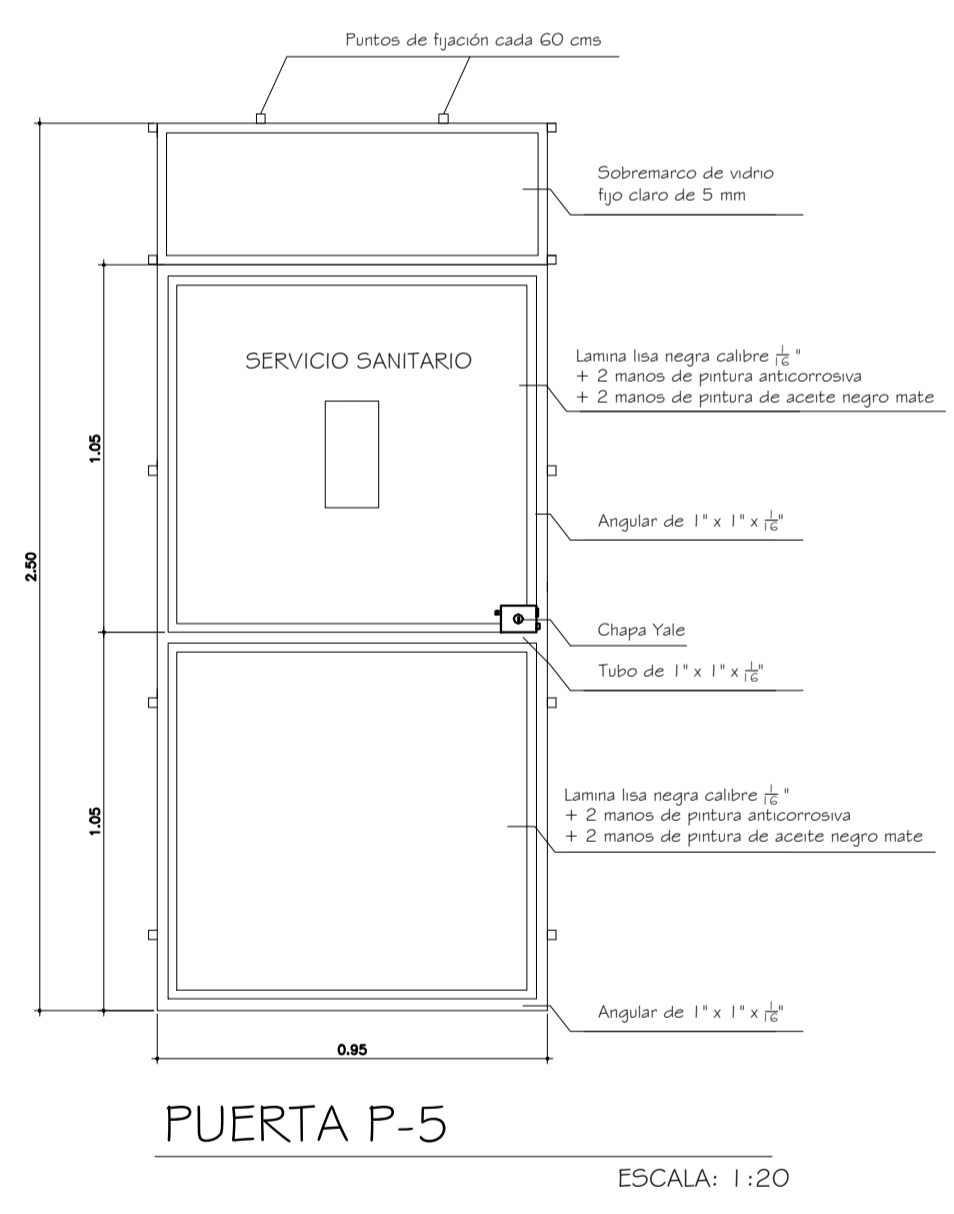 Puntos de fijación cada 60 cms
Sobremarco de vidrio
fijo claro de 5 mm
SERVICIO SANITARIO
Lamina lisa negra calibre 1/16 "
+ 2 manos de pintura anticorrosiva
+ 2 manos de pintura de aceite negro mate
1.05
Angular de 1" x 1" x 1/16"
2.50
Chapa Yale
Tubo de 1" x 1" x 1/16"
Lamina lisa negra calibre 1/16 "
+ 2 manos de pintura anticorrosiva
+ 2 manos de pintura de aceite negro mate
1.05
Angular de 1" x 1" x 1/16"
0.95
PUERTA P-5
ESCALA: 1:20